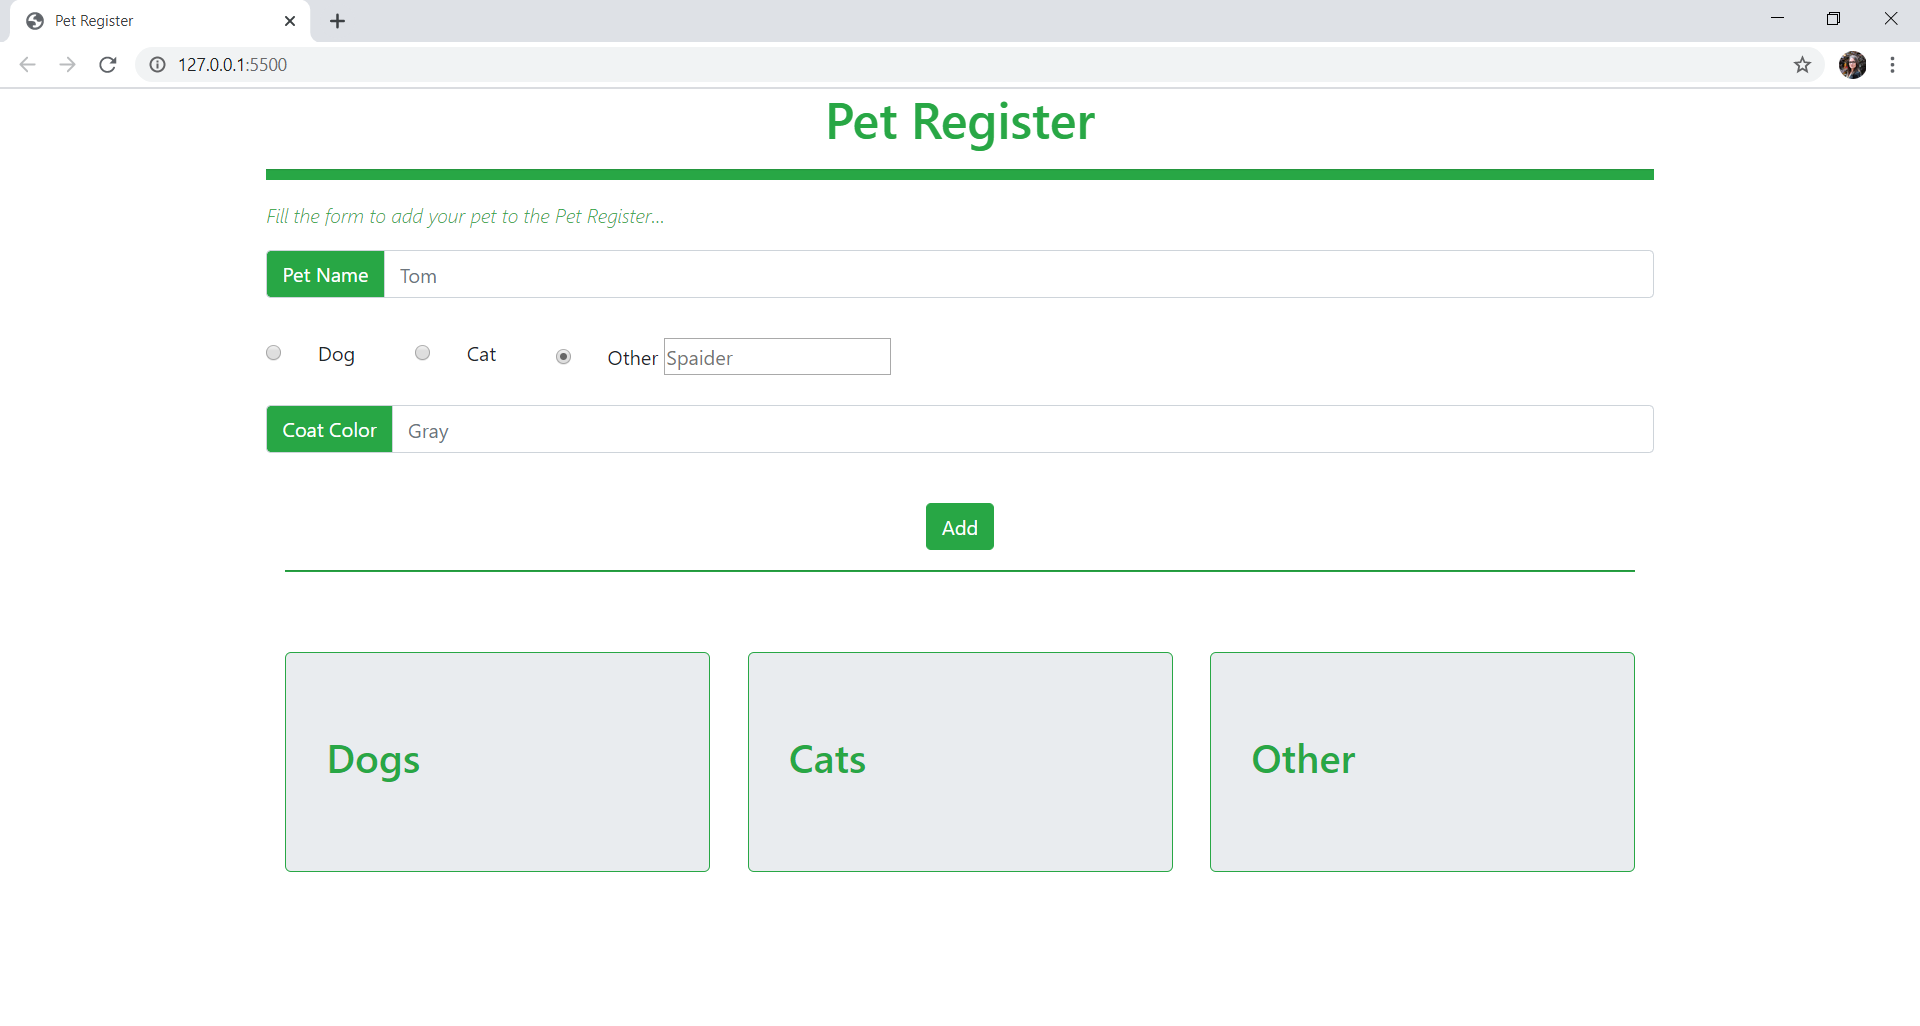 Pet Register
127.0.0.1:5500
Pet Register
Fill the form to add your pet to the Pet Register...
Pet Name Tom
Dog Cat Other Spaider
Coat Color Gray
Add
Dogs Cats Other